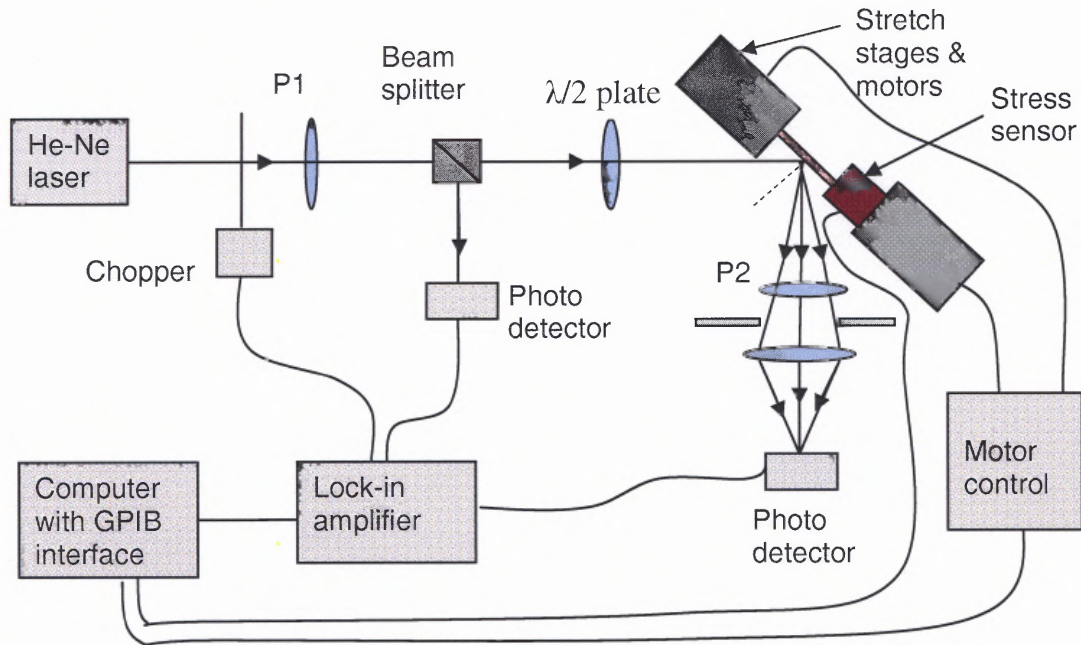 He-Ne
laser
P1
Beam
splitter
λ/2 plate
Stretch
stages &
motors
Stress
sensor
Chopper
Photo
detector
P2
Computer
with GPIB
interface
Lock-in
amplifier
Photo
detector
Motor
control